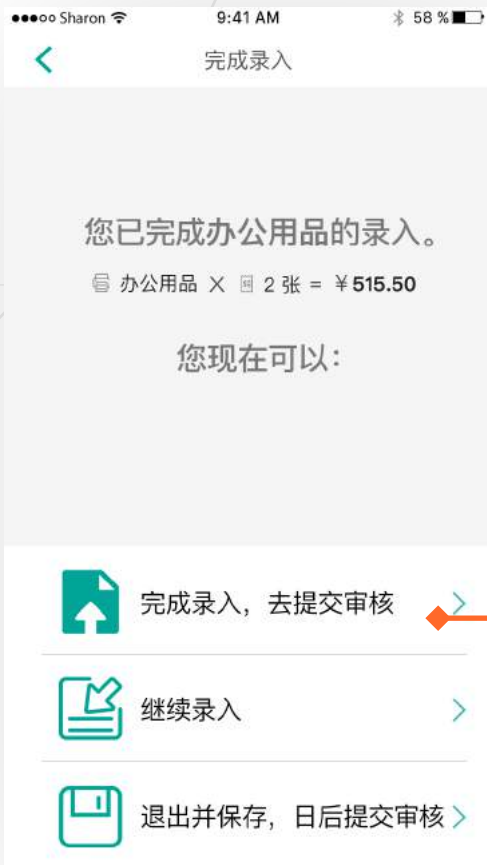 Sharon 9:41 AM 58 %
完成录入
您已完成办公用品的录入。
办公用品 × 2 张 = ¥515.50
您现在可以：
完成录入，去提交审核
继续录入
退出并保存，日后提交审核